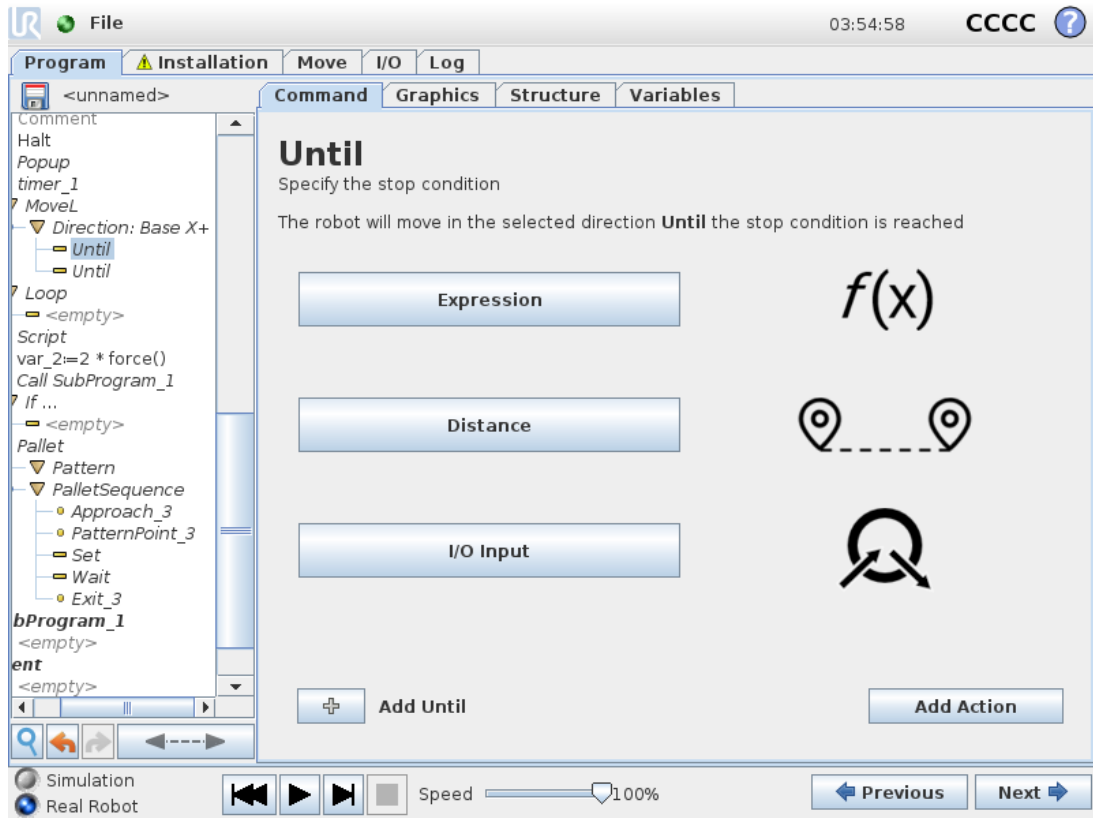 UR File 03:54:58 CCCC ?
Program Installation Move I/O Log
<unnamed>
Command Graphics Structure Variables
Comment
Halt
Popup
timer_1
MoveL
Direction: Base X+
Until
Until
Loop
<empty>
Script
var_2:=2 * force()
Call SubProgram_1
If ...
<empty>
Pallet
Pattern
PalletSequence
Approach_3
PatternPoint_3
Set
Wait
Exit_3
bProgram_1
<empty>
ent
<empty>
Until
Specify the stop condition
The robot will move in the selected direction Until the stop condition is reached
Expression f(x)
Distance
I/O Input
Add Until Add Action
Simulation
Real Robot
Speed 100%
Previous Next